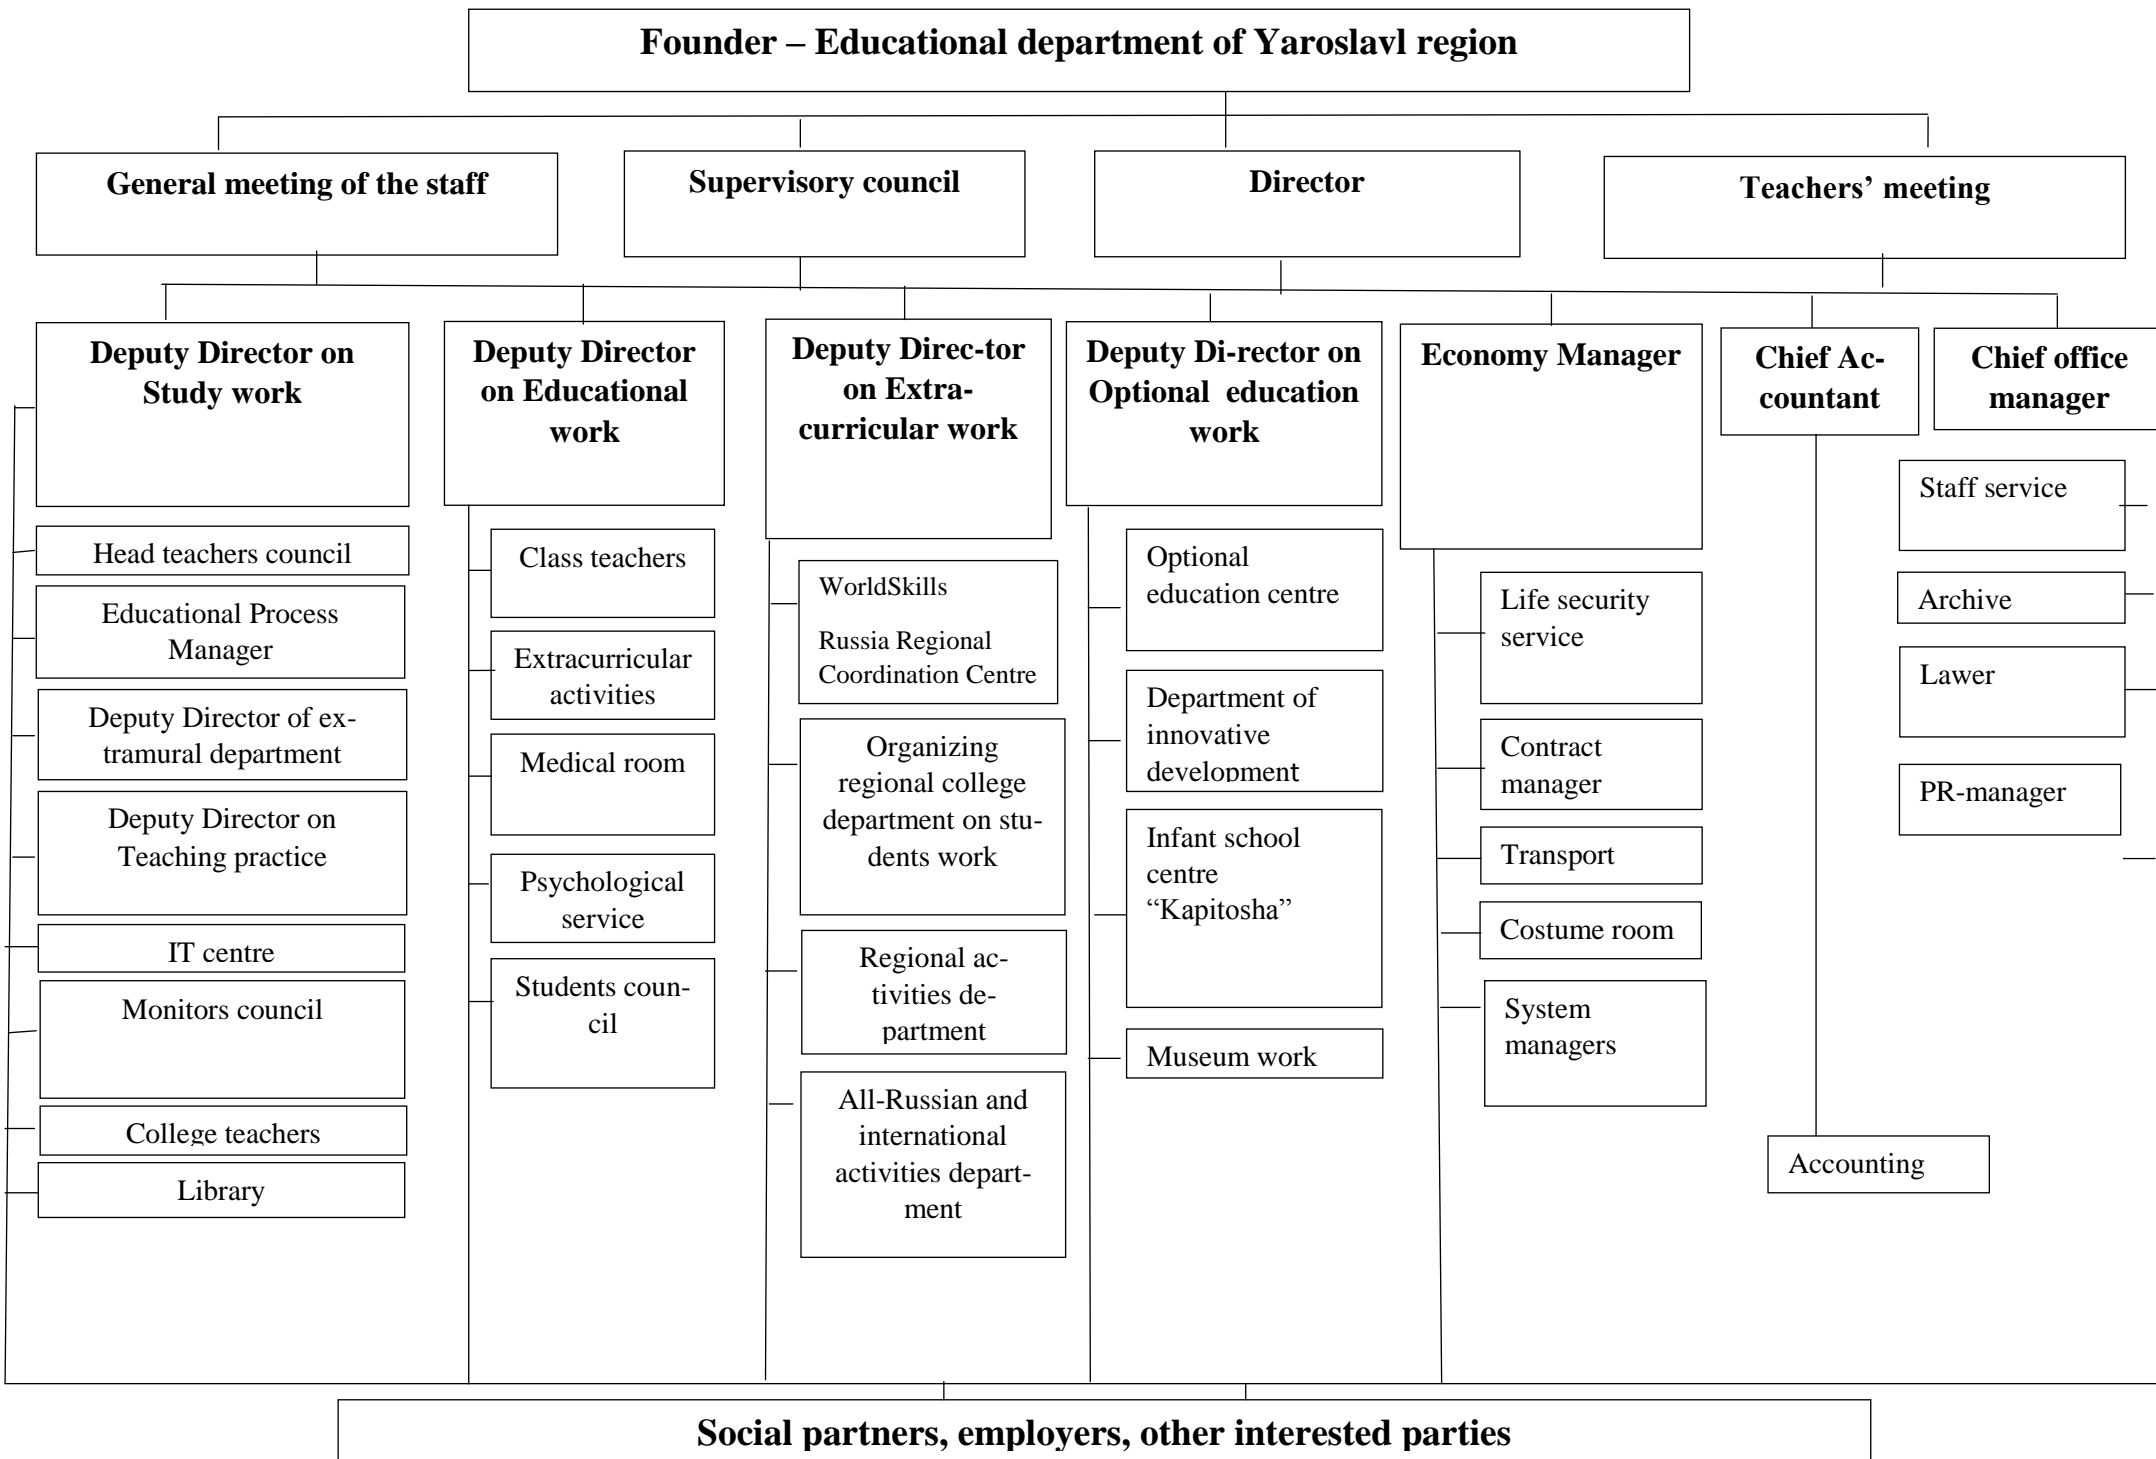 Founder – Educational department of Yaroslavl region
General meeting of the staff
Supervisory council
Director
Teachers’ meeting
Deputy Director on
Study work
Deputy Director
on Educational
work
Deputy Direc-tor
on Extra-
curricular work
Deputy Di-rector on
Optional education
work
Economy Manager
Chief Ac-
countant
Chief office
manager
Head teachers council
Educational Process
Manager
Deputy Director of ex-
tramural department
Deputy Director on
Teaching practice
IT centre
Monitors council
College teachers
Library
Class teachers
Extracurricular
activities
Medical room
Psychological
service
Students coun-
cil
WorldSkills
Russia Regional
Coordination Centre
Organizing
regional college
department on stu-
dents work
Regional ac-
tivities de-
partment
All-Russian and
international
activities depart-
ment
Optional
education centre
Department of
innovative
development
Infant school
centre
“Kapitosha”
Museum work
Life security
service
Contract
manager
Transport
Costume room
System
managers
Accounting
Staff service
Archive
Lawer
PR-manager
Social partners, employers, other interested parties